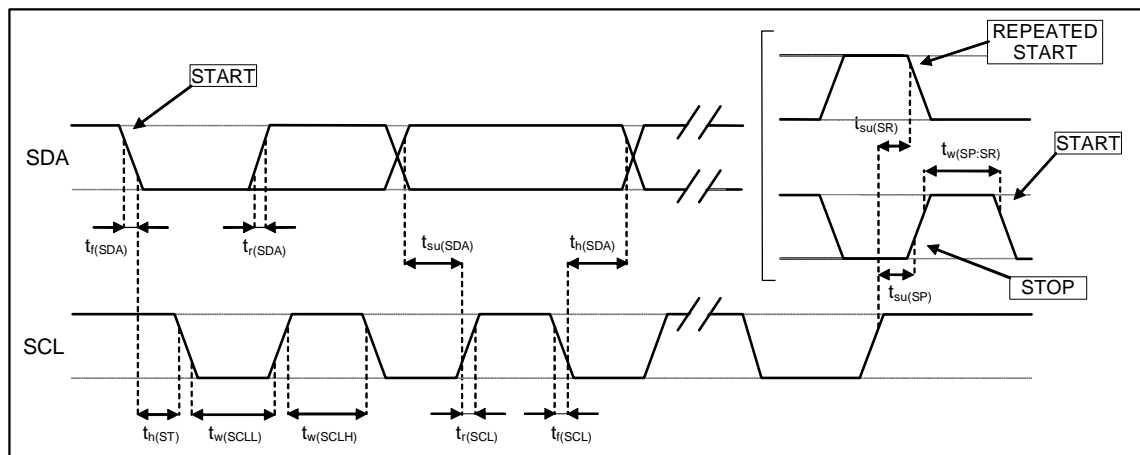 REPEATED
START
START
t_su(SR)
t_w(SP:SR)
START
SDA
t_f(SDA)
t_r(SDA)
t_su(SDA)
t_h(SDA)
t_su(SP)
STOP
SCL
t_h(ST)
t_w(SCLL)
t_w(SCLH)
t_r(SCL)
t_f(SCL)